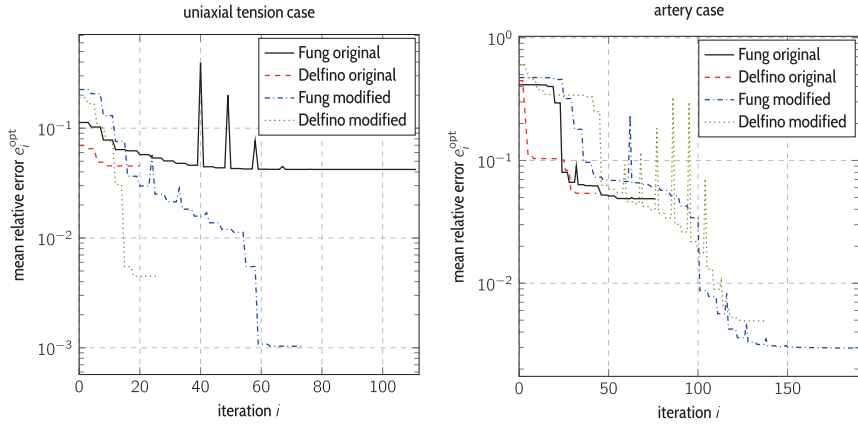 uniaxial tension case
Fung original
Delfino original
Fung modified
Delfino modified
mean relative error e_i^opt
10^−1
10^−2
10^−3
0 20 40 60 80 100
iteration i
artery case
Fung original
Delfino original
Fung modified
Delfino modified
mean relative error e_i^opt
10^0
10^−1
10^−2
0 50 100 150
iteration i